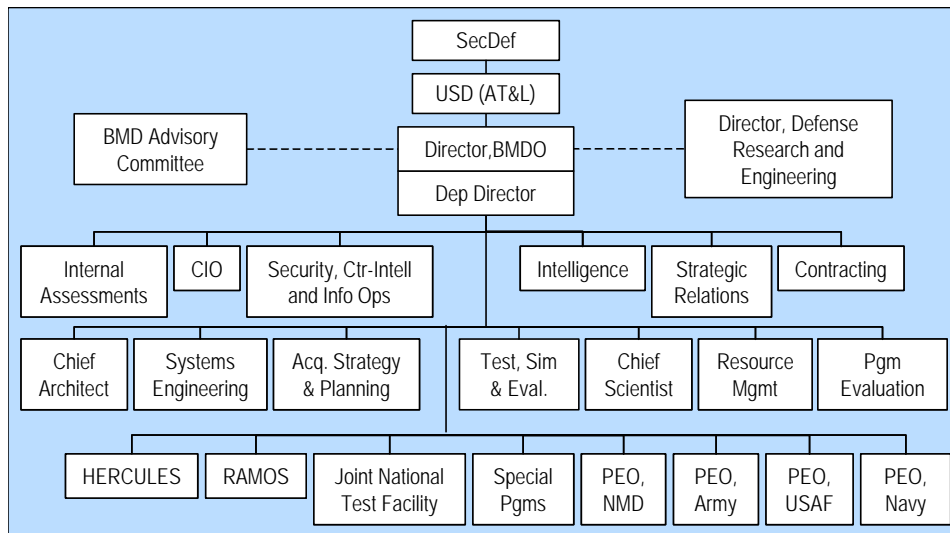 SecDef
USD (AT&L)
BMD Advisory
Committee
Director,BMDO
Dep Director
Director, Defense
Research and
Engineering
Internal
Assessments
CIO
Security, Ctr-Intell
and Info Ops
Intelligence
Strategic
Relations
Contracting
Chief
Architect
Systems
Engineering
Acq. Strategy
& Planning
Test, Sim
& Eval.
Chief
Scientist
Resource
Mgmt
Pgm
Evaluation
HERCULES
RAMOS
Joint National
Test Facility
Special
Pgms
PEO,
NMD
PEO,
Army
PEO,
USAF
PEO,
Navy